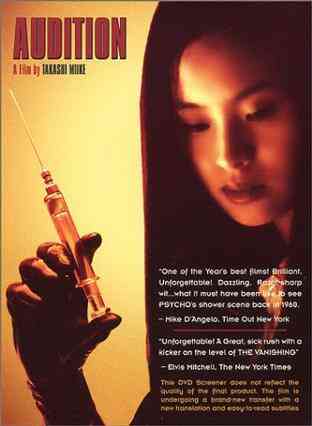 AUDITION
A Film by TAKASHI MIIKE
"One of the Year's best films! Brilliant,
Unforgettable! Dazzling, Razor sharp
wit...what it must have been like to see
PSYCHO's shower scene back in 1960.
– Mike D'Angelo, Time Out New York
"Unforgettable! A Great, sick rush with a
kicker on the level of THE VANISHING"
– Elvis Mitchell, The New York Times
This DVD Screener does not reflect the
quality of the final product. The film is
undergoing a brand-new transfer with a
new translation and easy-to-read subtitles